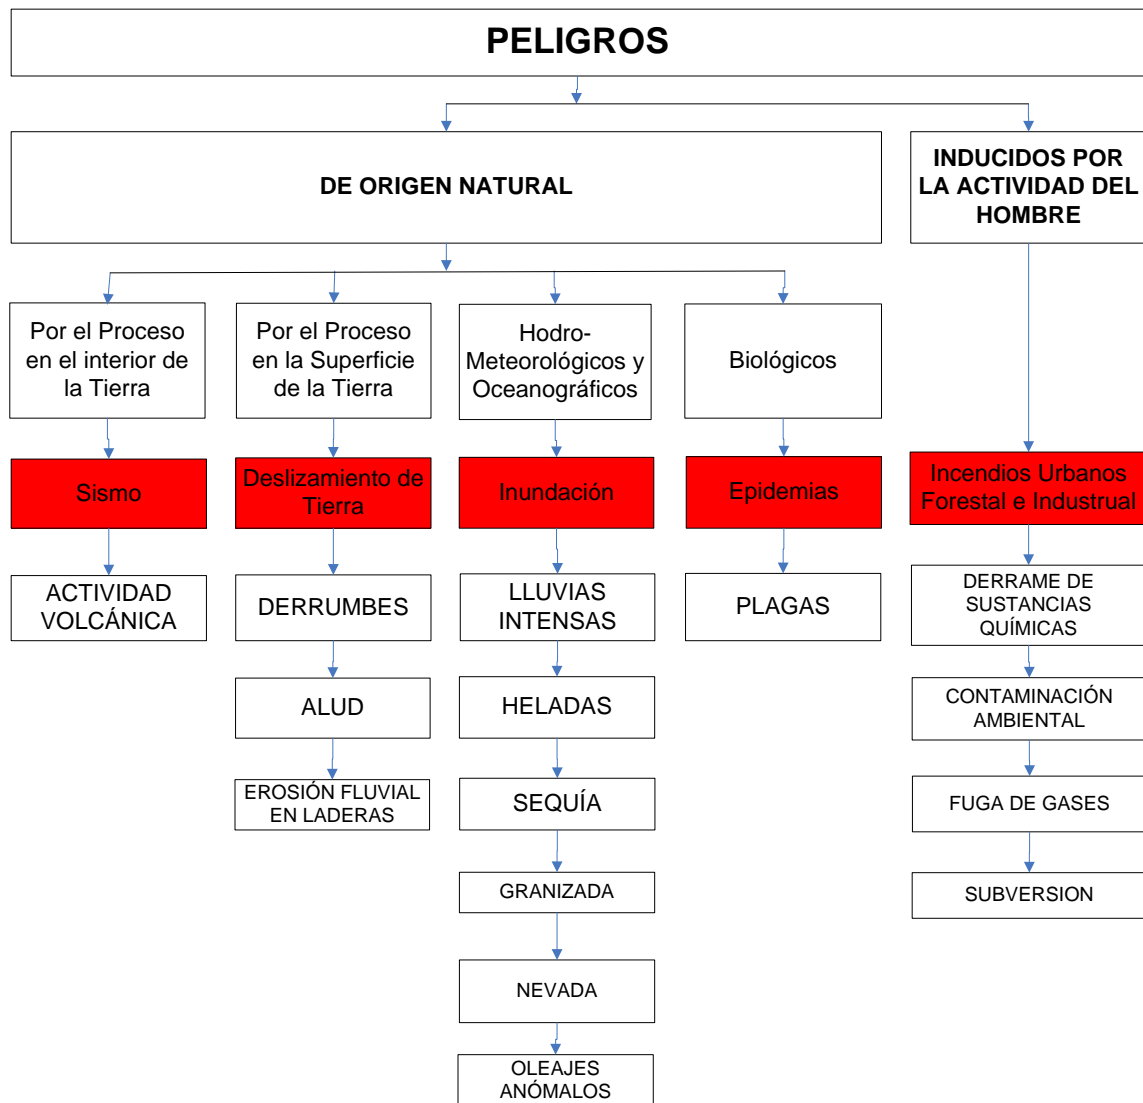 PELIGROS
DE ORIGEN NATURAL
INDUCIDOS POR
LA ACTIVIDAD DEL
HOMBRE
Por el Proceso
en el interior de
la Tierra
Por el Proceso
en la Superficie
de la Tierra
Hodro-
Meteorológicos y
Oceanográficos
Biológicos
Sismo
Deslizamiento de
Tierra
Inundación
Epidemias
Incendios Urbanos
Forestal e Industrual
ACTIVIDAD
VOLCÁNICA
DERRUMBES
LLUVIAS
INTENSAS
PLAGAS
DERRAME DE
SUSTANCIAS
QUÍMICAS
ALUD
HELADAS
CONTAMINACIÓN
AMBIENTAL
EROSIÓN FLUVIAL
EN LADERAS
SEQUÍA
FUGA DE GASES
GRANIZADA
SUBVERSION
NEVADA
OLEAJES
ANÓMALOS